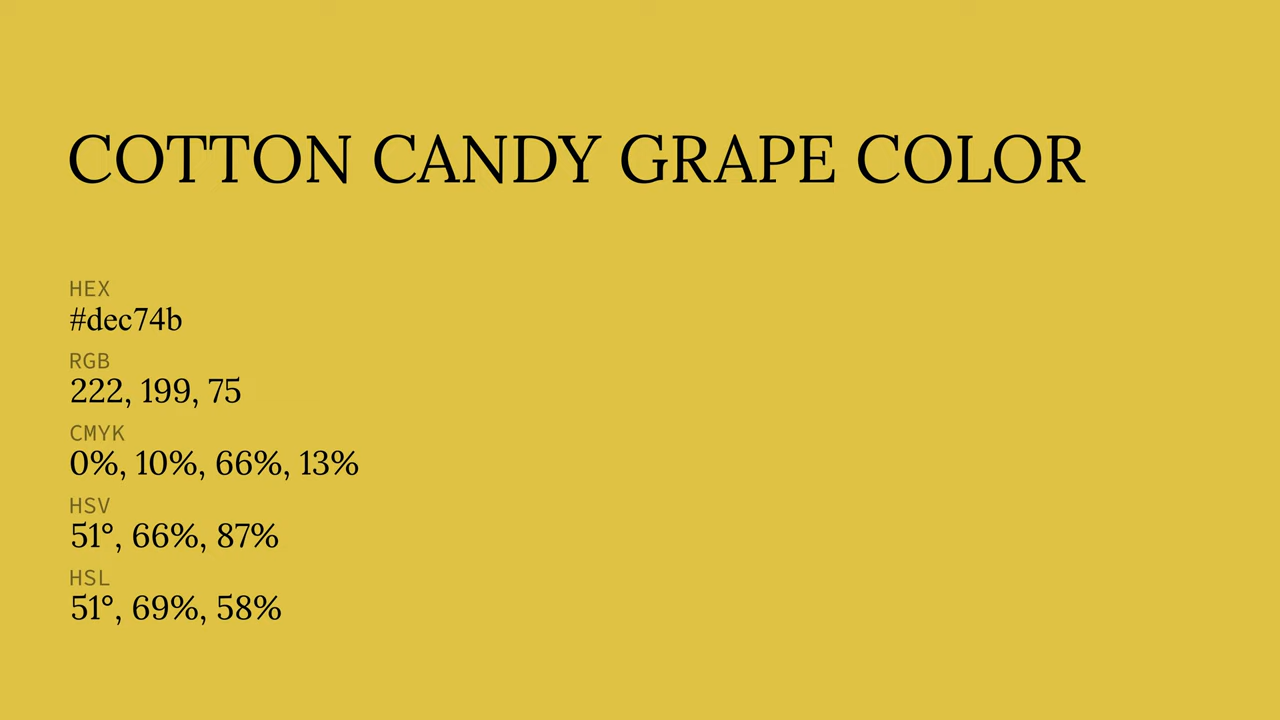 COTTON CANDY GRAPE COLOR
HEX
#dec74b
RGB
222, 199, 75
CMYK
0%, 10%, 66%, 13%
HSV
51°, 66%, 87%
HSL
51°, 69%, 58%